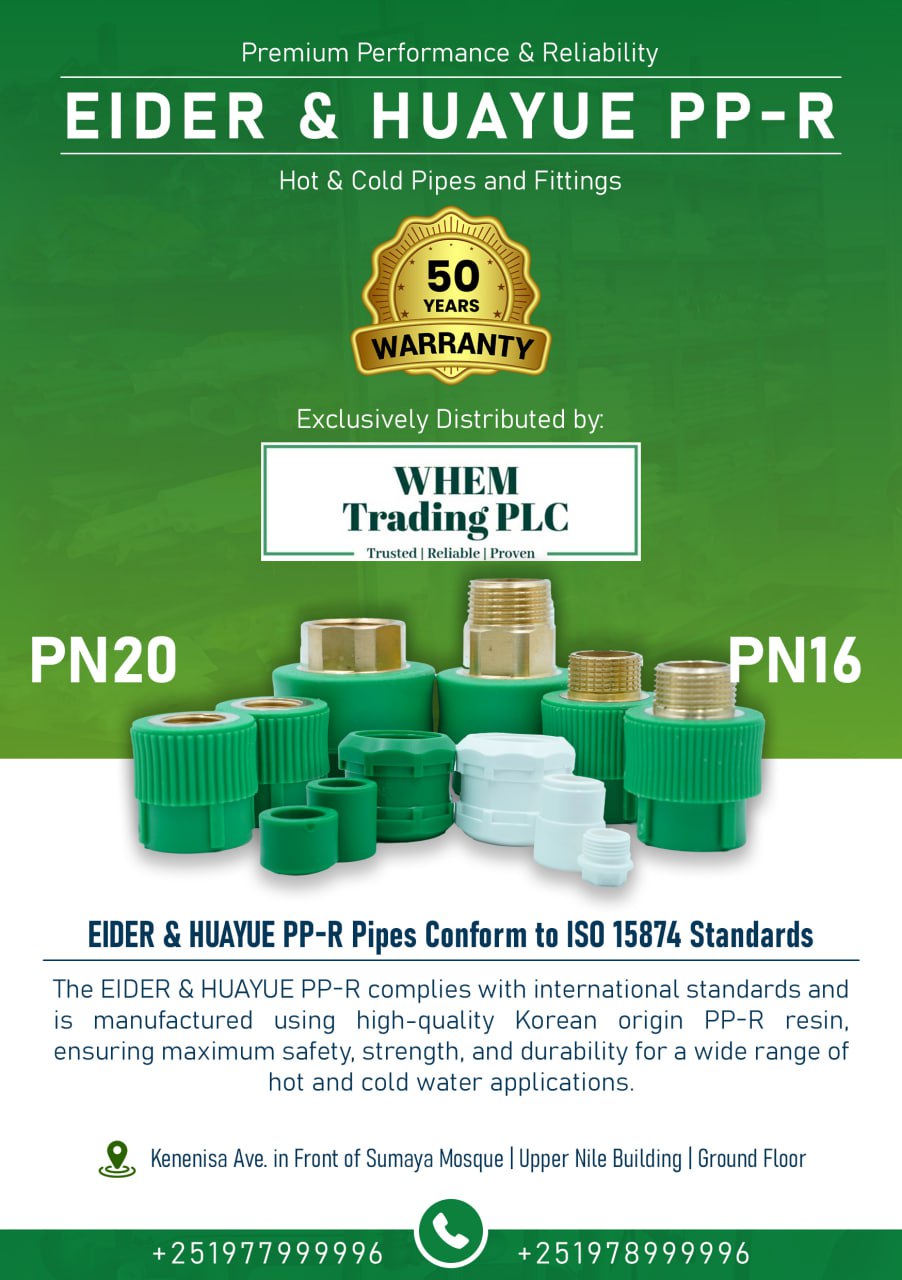 Premium Performance & Reliability
EIDER & HUAYUE PP-R
Hot & Cold Pipes and Fittings
50
YEARS
WARRANTY
Exclusively Distributed by:
WHEM
Trading PLC
Trusted | Reliable | Proven
PN20
PN16
EIDER & HUAYUE PP-R Pipes Conform to ISO 15874 Standards
The EIDER & HUAYUE PP-R complies with international standards and
is manufactured using high-quality Korean origin PP-R resin,
ensuring maximum safety, strength, and durability for a wide range of
hot and cold water applications.
Kenenisa Ave. in Front of Sumaya Mosque | Upper Nile Building | Ground Floor
+251977999996
+251978999996